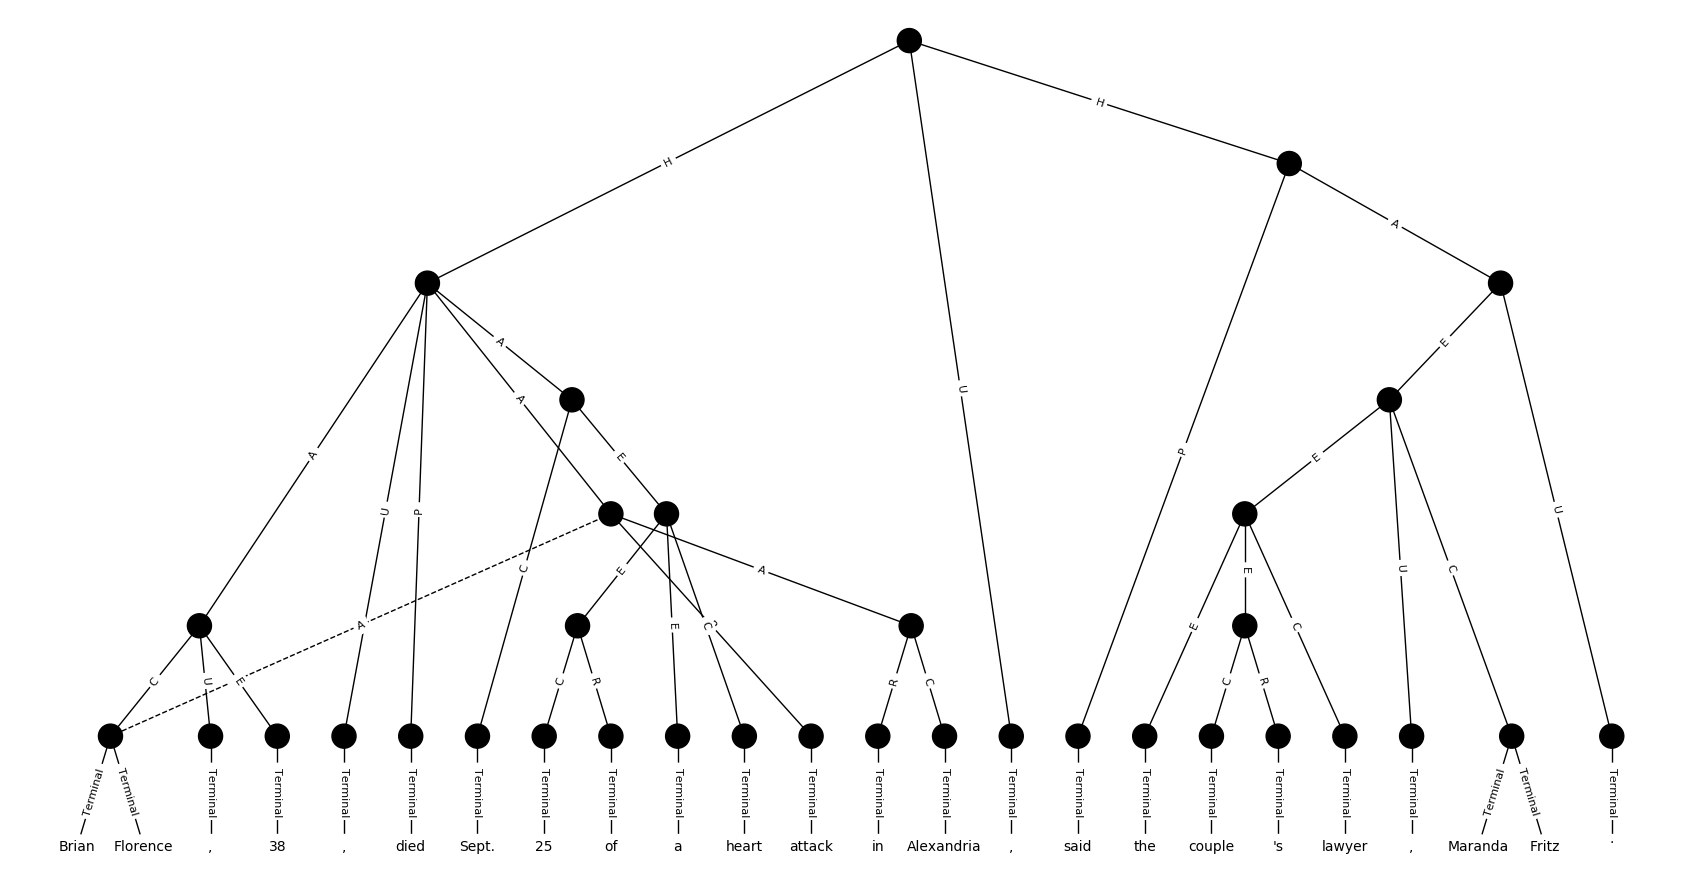 H
H
U
A
A
E
A
A
P
A
U
P
E
E
U
C
E
A
E
U
C
A
E
C
E
E
C
C
U
E
C
R
R
C
C
R
Terminal Terminal Terminal Terminal Terminal Terminal Terminal Terminal Terminal Terminal Terminal Terminal Terminal Terminal Terminal Terminal Terminal Terminal Terminal Terminal Terminal Terminal Terminal Terminal
Brian Florence , 38 , died Sept. 25 of a heart attack in Alexandria , said the couple 's lawyer , Maranda Fritz .